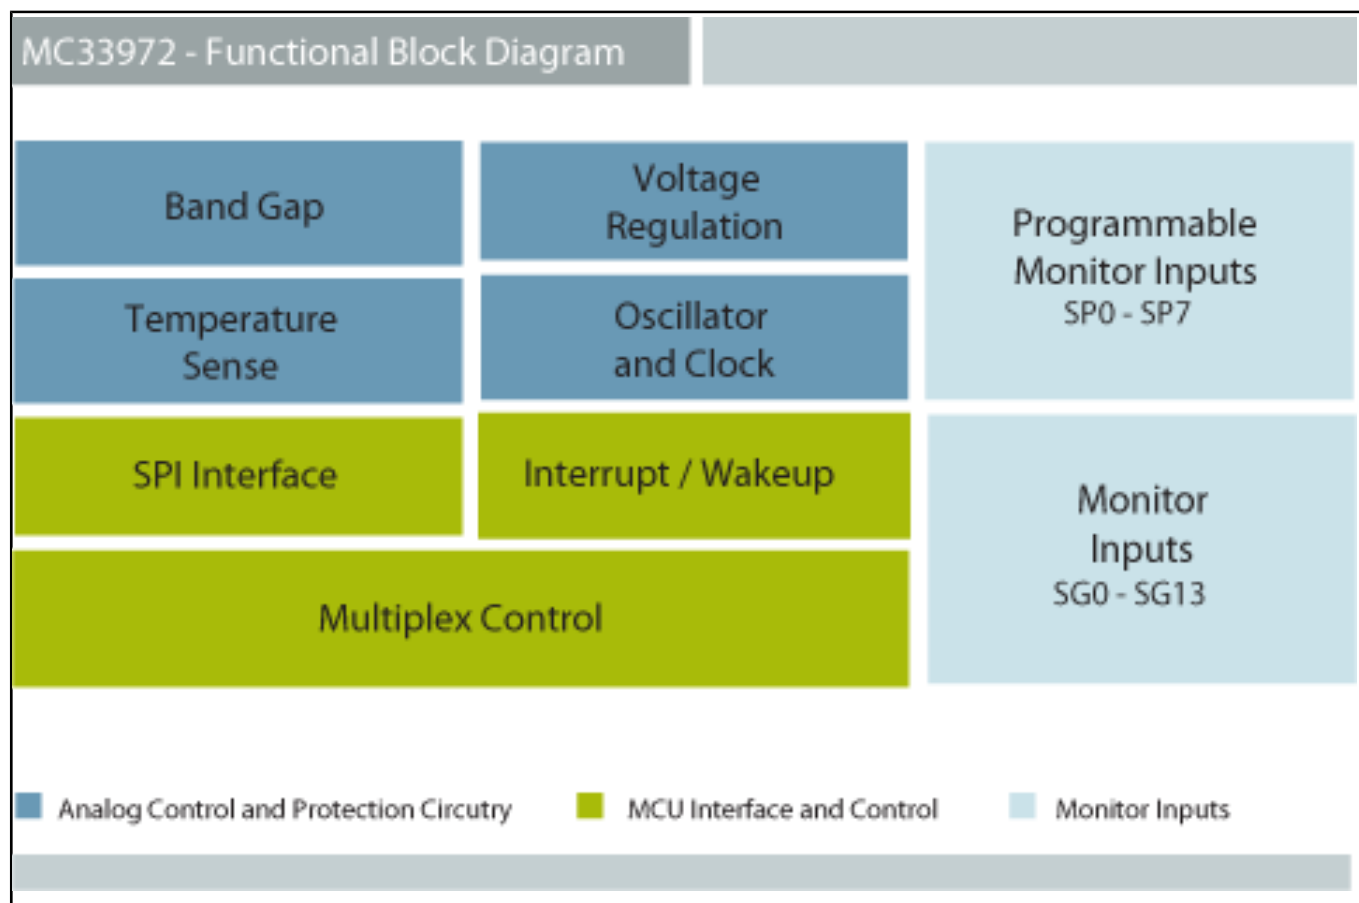 MC33972 - Functional Block Diagram
Band Gap
Voltage
Regulation
Programmable
Monitor Inputs
SP0 - SP7
Temperature
Sense
Oscillator
and Clock
SPI Interface
Interrupt / Wakeup
Monitor
Inputs
SG0 - SG13
Multiplex Control
Analog Control and Protection Circutry
MCU Interface and Control
Monitor Inputs